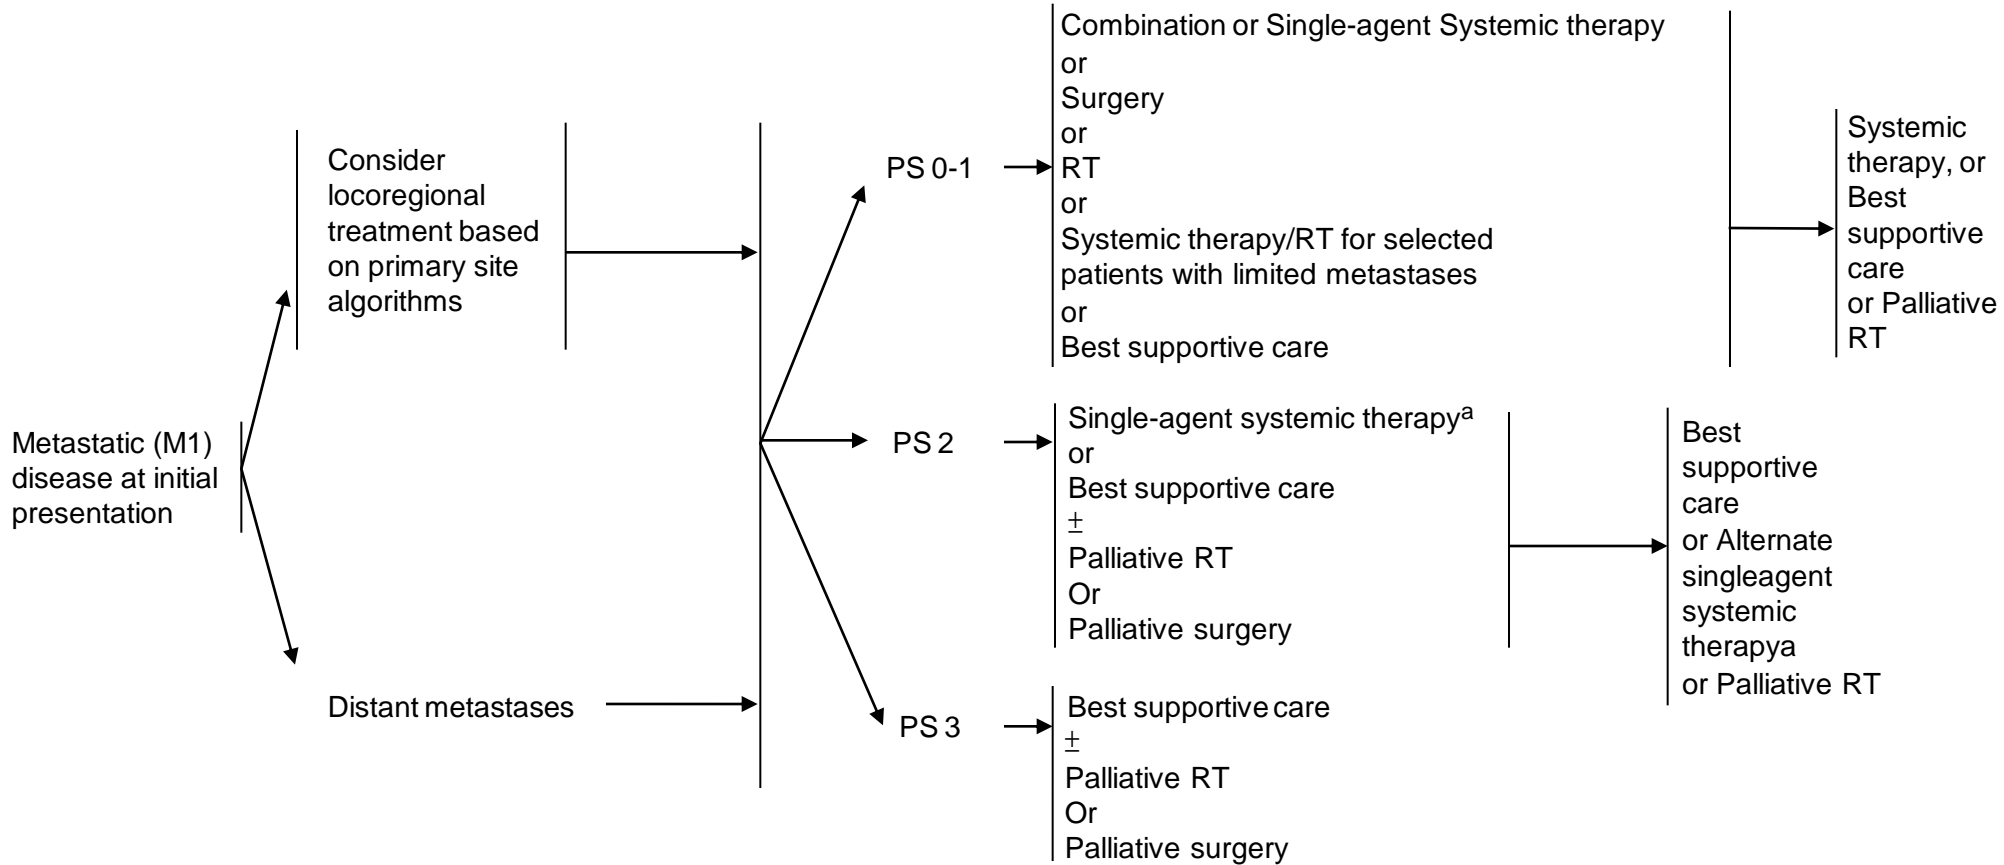 Metastatic (M1)
disease at initial
presentation
Consider
locoregional
treatment based
on primary site
algorithms
Distant metastases
PS 0-1
Combination or Single-agent Systemic therapy
or
Surgery
or
RT
or
Systemic therapy/RT for selected
patients with limited metastases
or
Best supportive care
Systemic
therapy, or
Best
supportive
care
or Palliative
RT
PS 2
Single-agent systemic therapyᵃ
or
Best supportive care
±
Palliative RT
Or
Palliative surgery
Best
supportive
care
or Alternate
singleagent
systemic
therapya
or Palliative RT
PS 3
Best supportive care
±
Palliative RT
Or
Palliative surgery